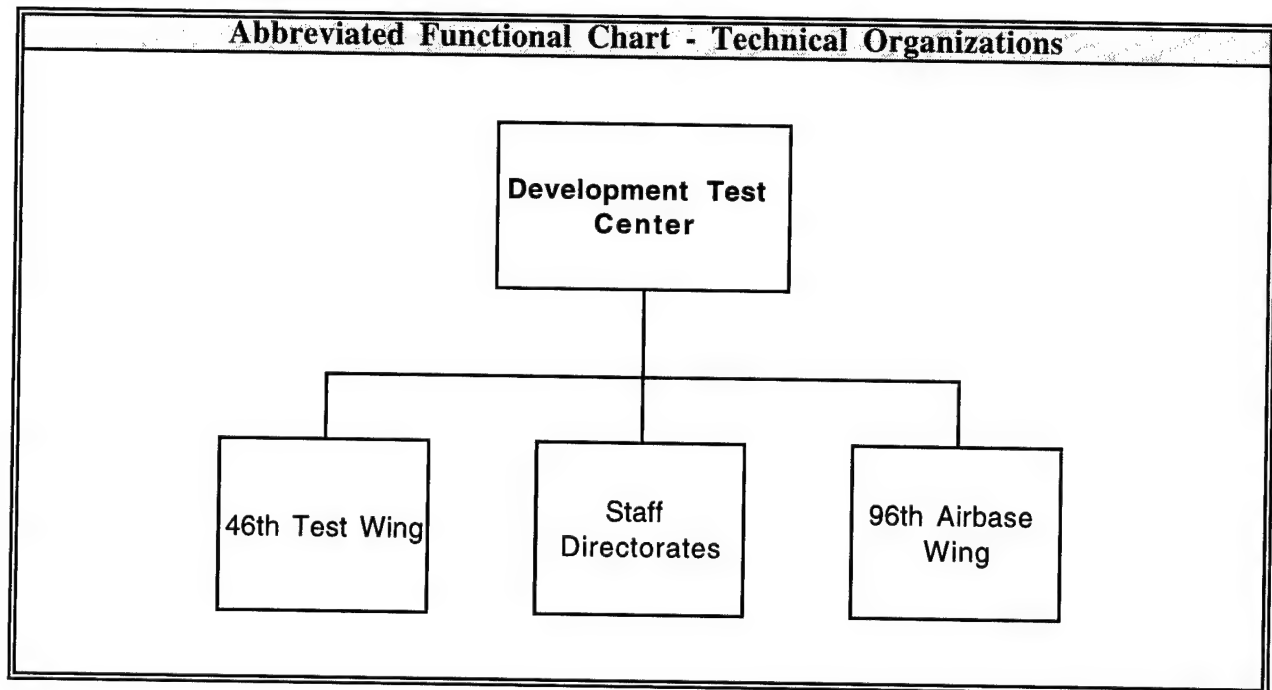 Abbreviated Functional Chart - Technical Organizations
Development Test
Center
46th Test Wing
Staff
Directorates
96th Airbase
Wing